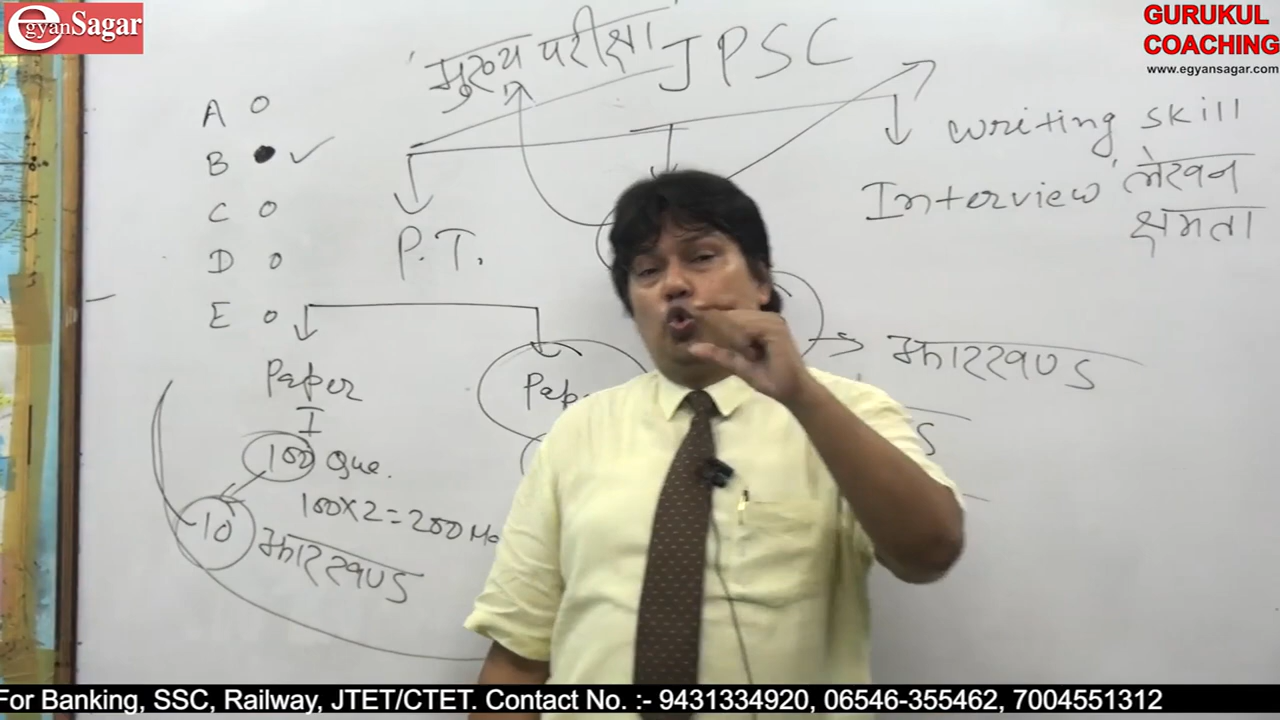 egyanSagar
GURUKUL
COACHING
www.egyansagar.com
मुख्य परीक्षा
JPSC
A
B
C
D
E
P.T.
writing skill
Interview
लेखन
क्षमता
Paper
I
100 Que.
100x2=200
10
झारखण्ड
झारखण्ड
For Banking, SSC, Railway, JTET/CTET. Contact No. :- 9431334920, 06546-355462, 7004551312